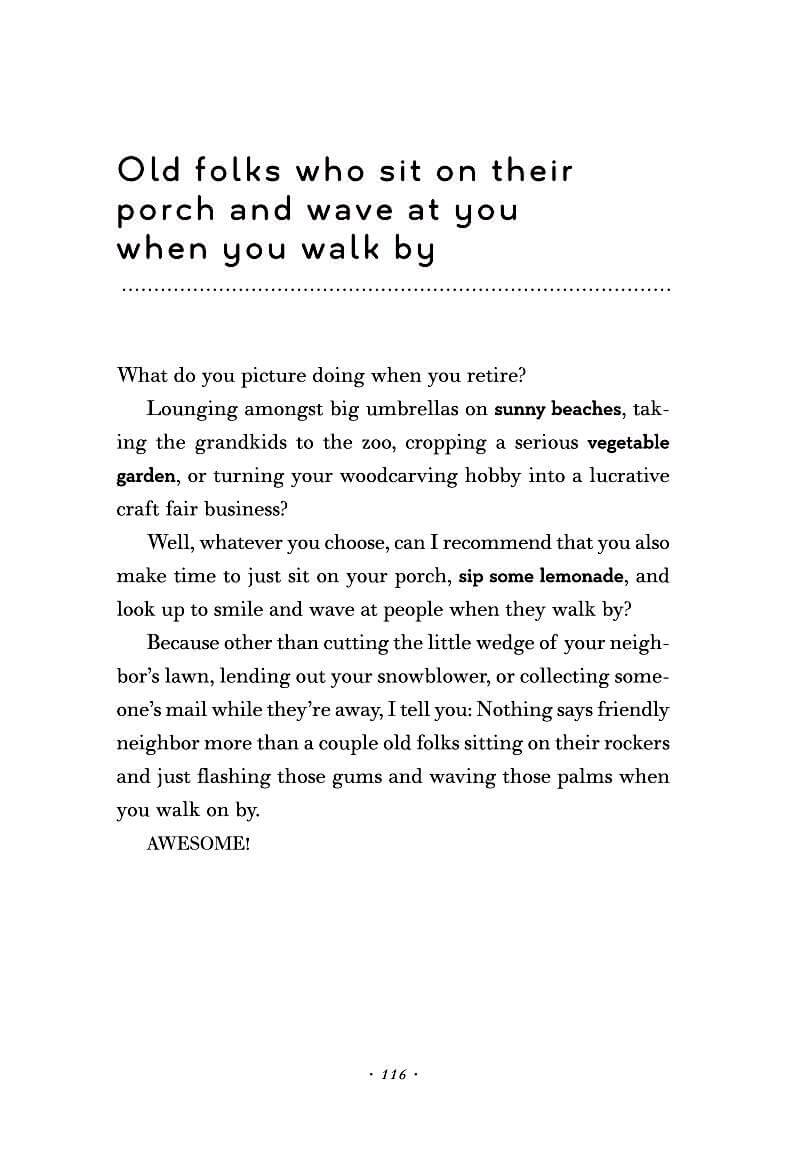 Old folks who sit on their
porch and wave at you
when you walk by
What do you picture doing when you retire?
Lounging amongst big umbrellas on sunny beaches, tak-
ing the grandkids to the zoo, cropping a serious vegetable
garden, or turning your woodcarving hobby into a lucrative
craft fair business?
Well, whatever you choose, can I recommend that you also
make time to just sit on your porch, sip some lemonade, and
look up to smile and wave at people when they walk by?
Because other than cutting the little wedge of your neigh-
bor’s lawn, lending out your snowblower, or collecting some-
one’s mail while they’re away, I tell you: Nothing says friendly
neighbor more than a couple old folks sitting on their rockers
and just flashing those gums and waving those palms when
you walk on by.
AWESOME!
· 116 ·